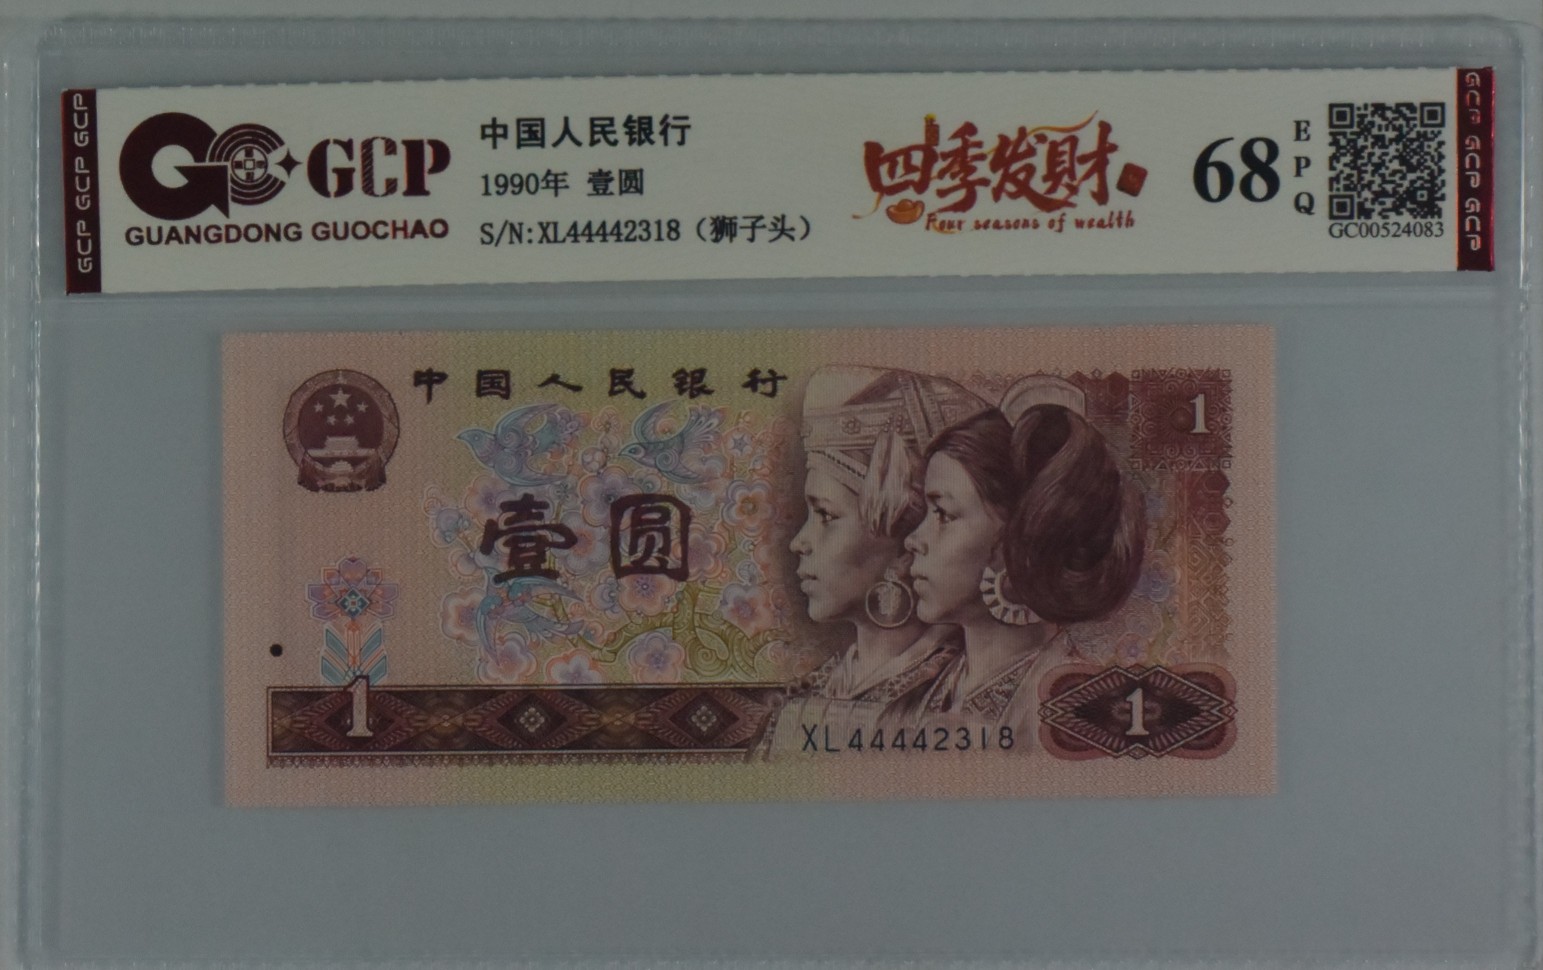 GCP GCP GCP
GCP
GUANGDONG GUOCHAO
中国人民银行
1990年 壹圆
S/N:XL44442318（狮子头）
四季发财
Four seasons of wealth
68
EPQ
GC00524083
GCP GCP GCP
中国人民银行
1
壹圆
1
XL44442318
1